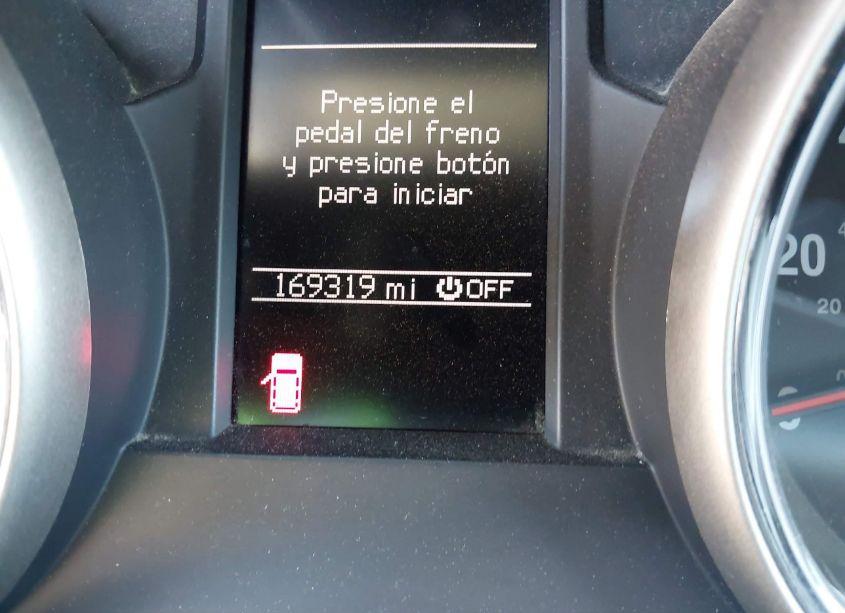 Presione el
pedal del freno
y presione botón
para iniciar
169319 mi OFF
20
20